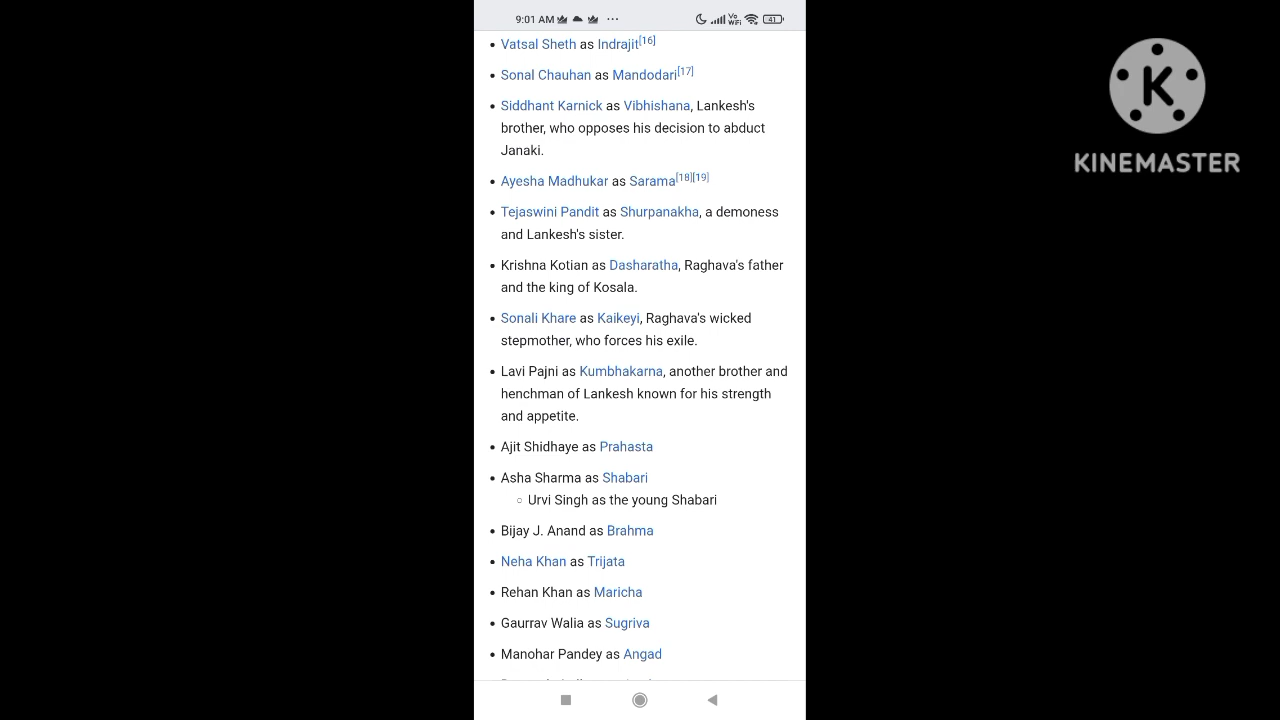 9:01 AM
Vo
WiFi
41
K
KINEMASTER
• Vatsal Sheth as Indrajit[16]
• Sonal Chauhan as Mandodari[17]
• Siddhant Karnick as Vibhishana, Lankesh's
brother, who opposes his decision to abduct
Janaki.
• Ayesha Madhukar as Sarama[18][19]
• Tejaswini Pandit as Shurpanakha, a demoness
and Lankesh's sister.
• Krishna Kotian as Dasharatha, Raghava's father
and the king of Kosala.
• Sonali Khare as Kaikeyi, Raghava's wicked
stepmother, who forces his exile.
• Lavi Pajni as Kumbhakarna, another brother and
henchman of Lankesh known for his strength
and appetite.
• Ajit Shidhaye as Prahasta
• Asha Sharma as Shabari
○ Urvi Singh as the young Shabari
• Bijay J. Anand as Brahma
• Neha Khan as Trijata
• Rehan Khan as Maricha
• Gaurrav Walia as Sugriva
• Manohar Pandey as Angad